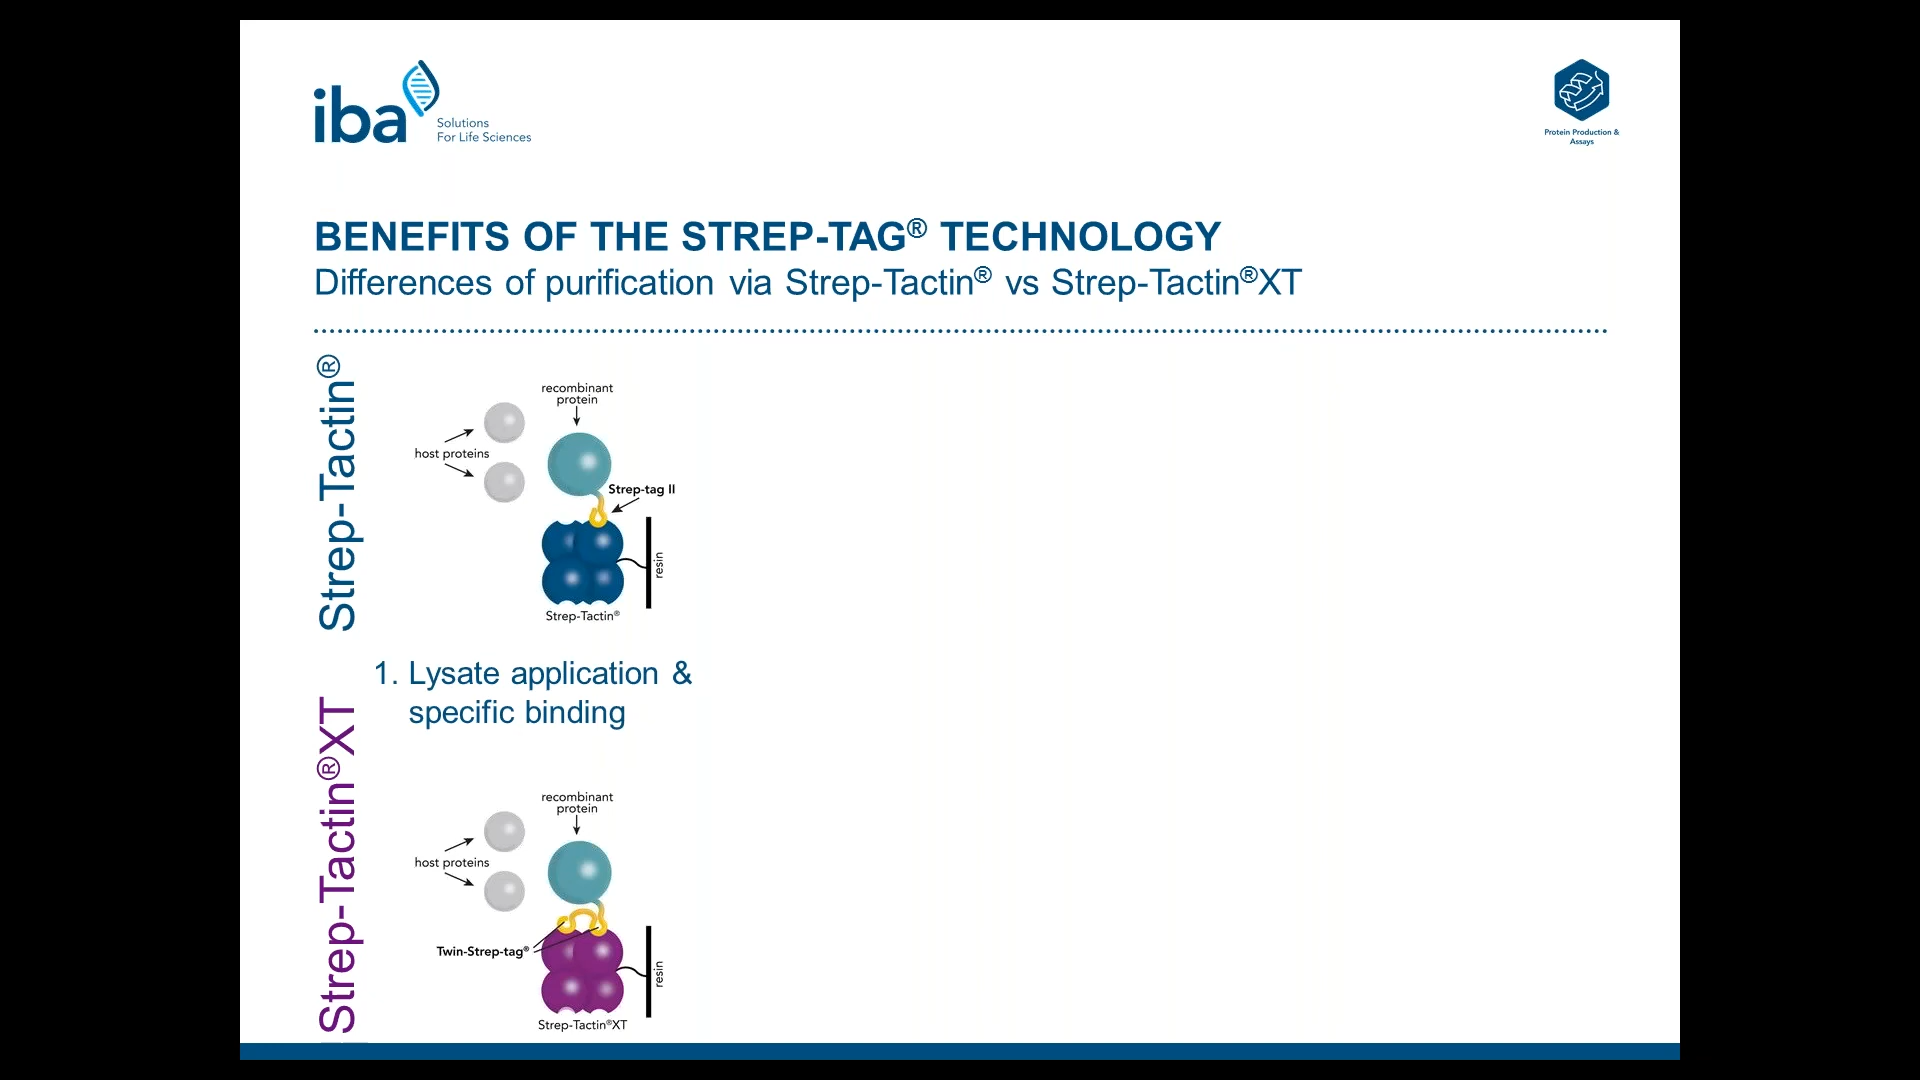 iba
Solutions
For Life Sciences
Protein Production &
Assays
BENEFITS OF THE STREP-TAG® TECHNOLOGY
Differences of purification via Strep-Tactin® vs Strep-Tactin®XT
Strep-Tactin®
recombinant
protein
host proteins
Strep-tag II
resin
Strep-Tactin®
1. Lysate application &
specific binding
Strep-Tactin®XT
recombinant
protein
host proteins
Twin-Strep-tag®
resin
Strep-Tactin®XT